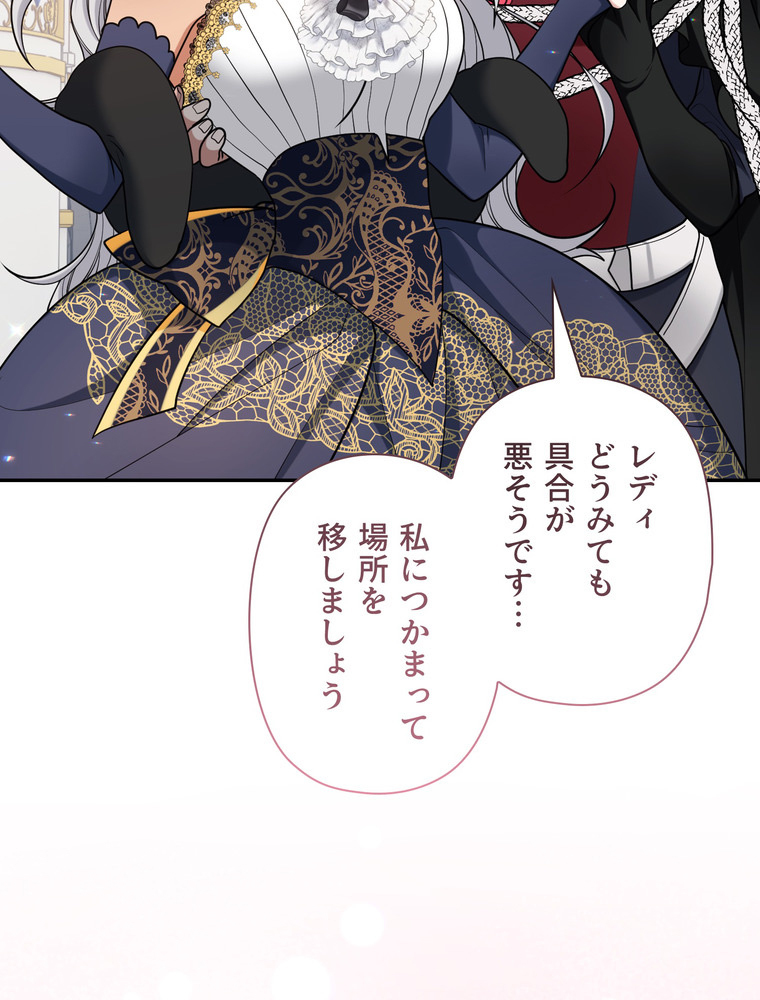 レディ
どうみても
具合が
悪そうです…
私につかまって
場所を
移しましょう